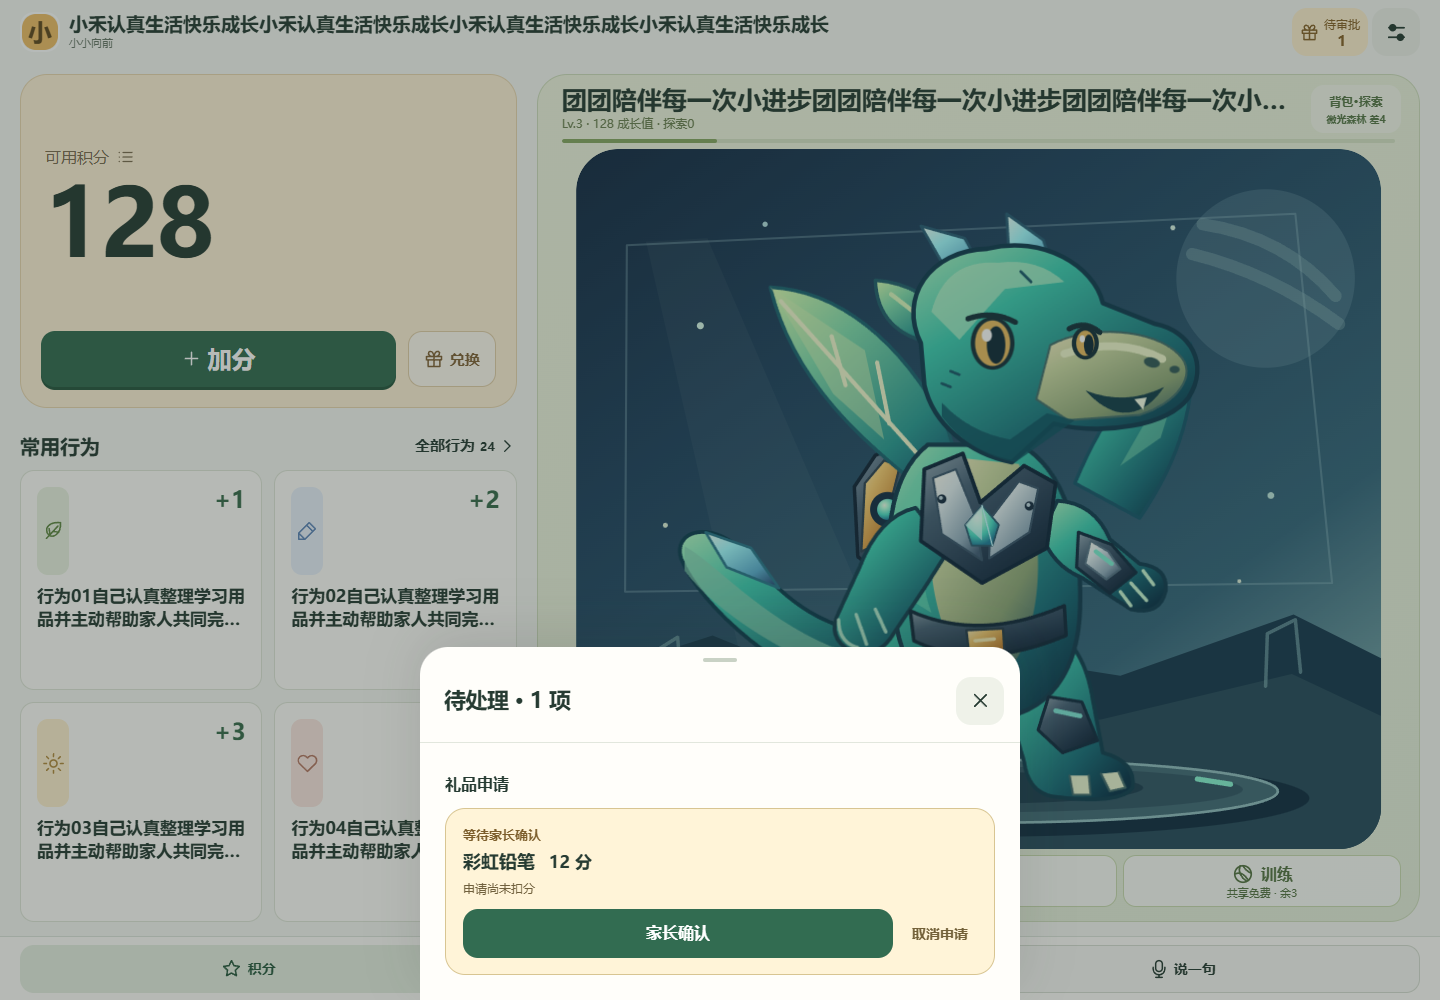 小
小禾认真生活快乐成长小禾认真生活快乐成长小禾认真生活快乐成长小禾认真生活快乐成长
小小向前
待审批
1
可用积分
128
+ 加分
兑换
团团陪伴每一次小进步团团陪伴每一次小进步团团陪伴每一次小...
Lv.3 · 128 成长值 · 探索0
背包•探索
微光森林 差4
常用行为
全部行为 24
+1
行为01自己认真整理学习用
品并主动帮助家人共同完...
+2
行为02自己认真整理学习用
品并主动帮助家人共同完...
+3
行为03自己认真整理学习用
品并主动帮助家人共同完...
行为04自己认真整
品并主动帮助家人
训练
共享免费 · 余3
待处理 • 1 项
礼品申请
等待家长确认
彩虹铅笔 12 分
申请尚未扣分
家长确认
取消申请
积分
说一句